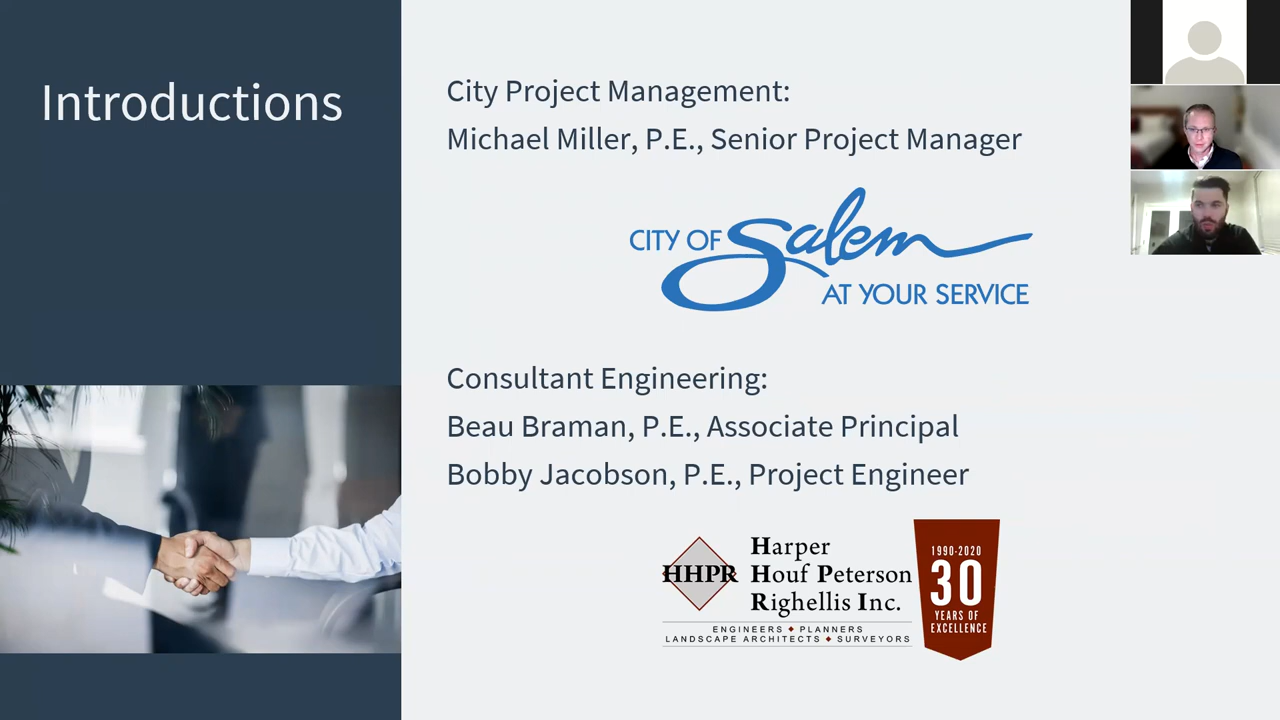 Introductions
City Project Management:
Michael Miller, P.E., Senior Project Manager
CITY OF Salem
AT YOUR SERVICE
Consultant Engineering:
Beau Braman, P.E., Associate Principal
Bobby Jacobson, P.E., Project Engineer
HHPR
Harper
Houf Peterson
Righellis Inc.
ENGINEERS ♦ PLANNERS
LANDSCAPE ARCHITECTS ♦ SURVEYORS
1990-2020
30
YEARS OF
EXCELLENCE